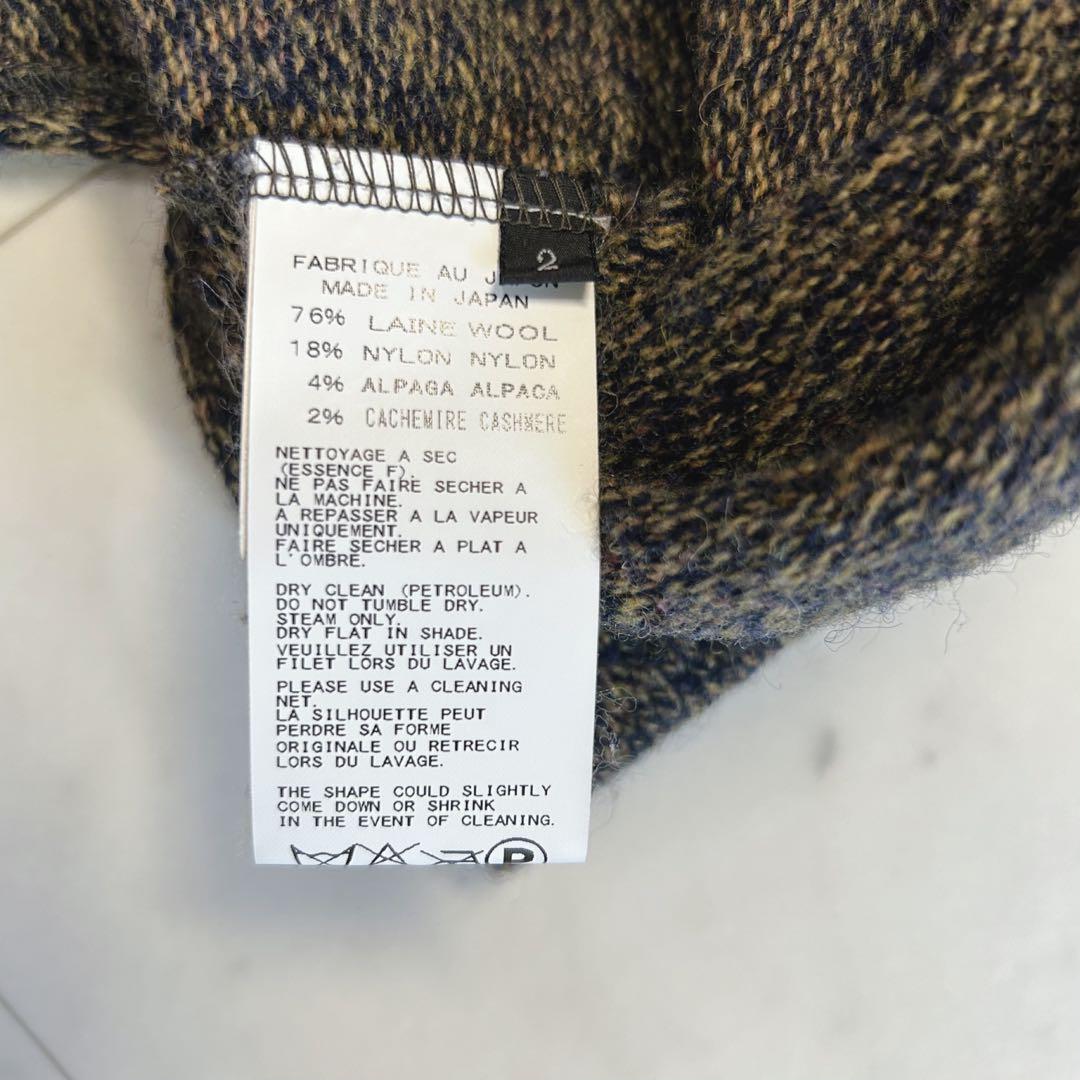 2
FABRIQUE AU
MADE IN JAPAN
76% LAINE WOOL
18% NYLON NYLON
4% ALPAGA ALPACA
2% CACHEMIRE CASHMERE
NETTOYAGE A SEC
(ESSENCE F).
NE PAS FAIRE SECHER A
LA MACHINE.
A REPASSER A LA VAPEUR
UNIQUEMENT.
FAIRE SECHER A PLAT A
L'OMBRE.
DRY CLEAN (PETROLEUM).
DO NOT TUMBLE DRY.
STEAM ONLY.
DRY FLAT IN SHADE.
VEUILLEZ UTILISER UN
FILET LORS DU LAVAGE.
PLEASE USE A CLEANING
NET.
LA SILHOUETTE PEUT
PERDRE SA FORME
ORIGINALE OU RETRECIR
LORS DU LAVAGE.
THE SHAPE COULD SLIGHTLY
COME DOWN OR SHRINK
IN THE EVENT OF CLEANING.